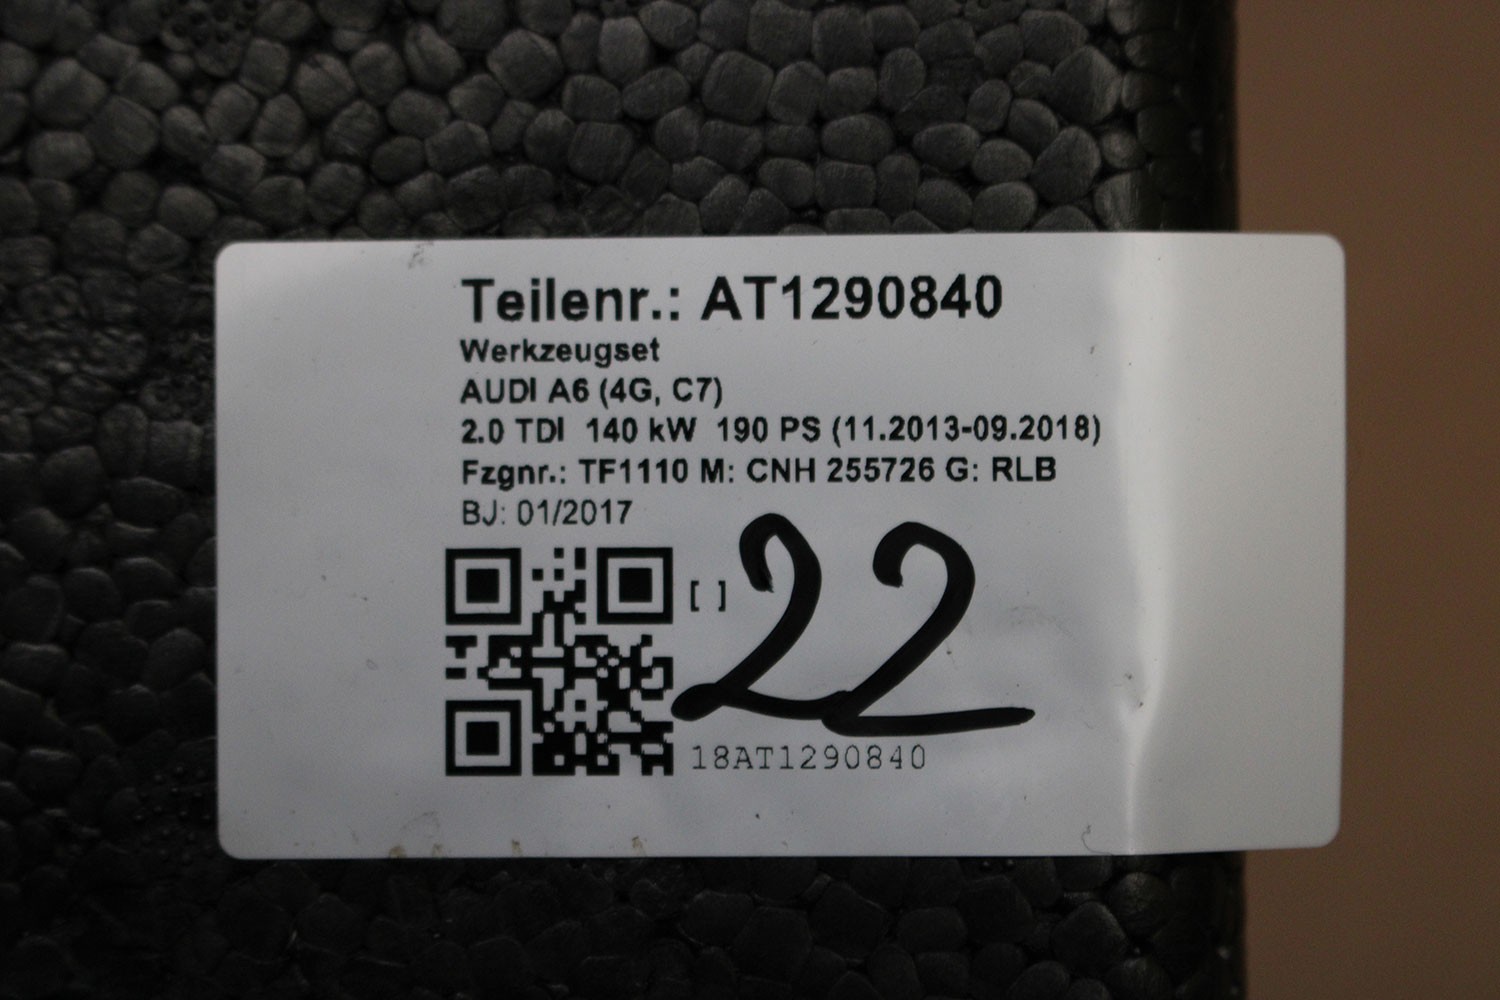 Teilenr.: AT1290840
Werkzeugset
AUDI A6 (4G, C7)
2.0 TDI 140 kW 190 PS (11.2013-09.2018)
Fzgnr.: TF1110 M: CNH 255726 G: RLB
BJ: 01/2017
[ ] 22
18AT1290840